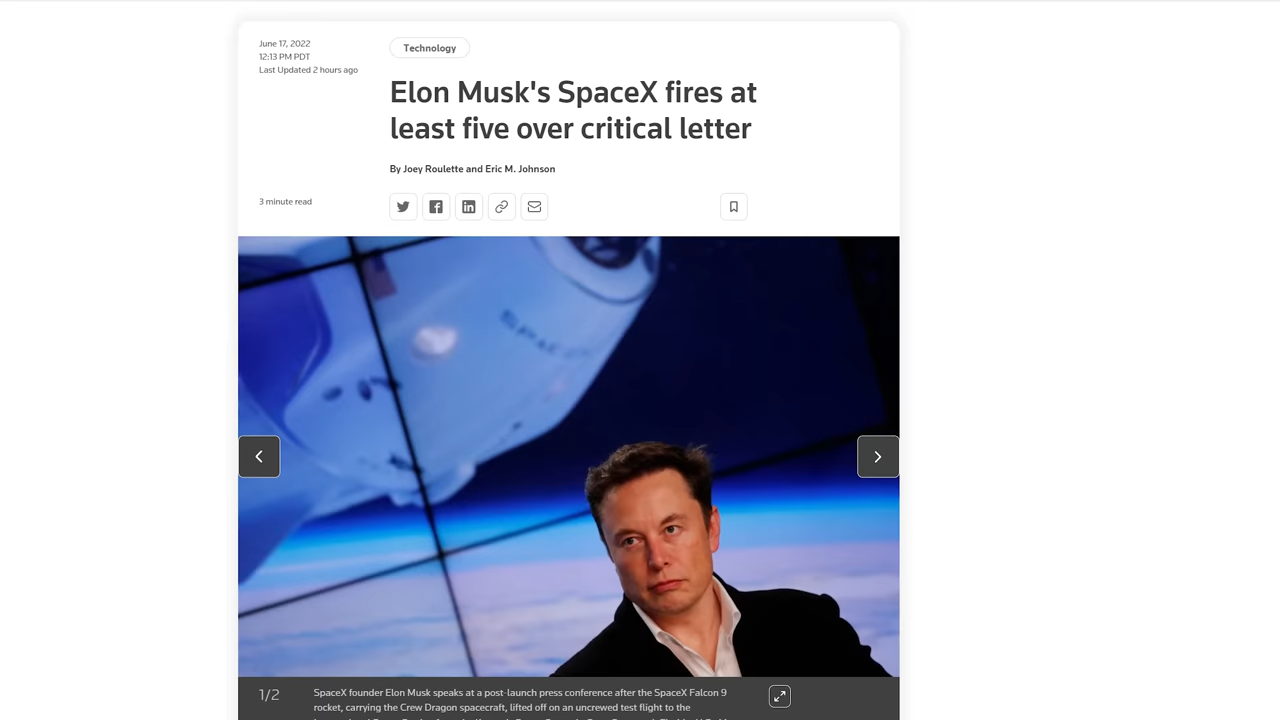 June 17, 2022
12:13 PM PDT
Last Updated 2 hours ago
Technology
Elon Musk's SpaceX fires at
least five over critical letter
By Joey Roulette and Eric M. Johnson
3 minute read
1/2
SpaceX founder Elon Musk speaks at a post-launch press conference after the SpaceX Falcon 9
rocket, carrying the Crew Dragon spacecraft, lifted off on an uncrewed test flight to the